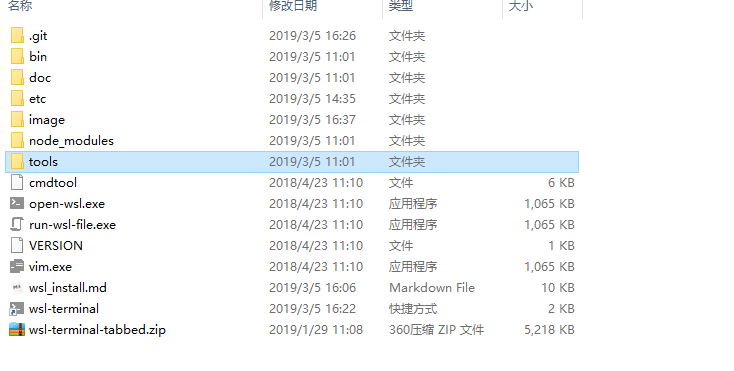 名称 修改日期 类型 大小
.git 2019/3/5 16:26 文件夹
bin 2019/3/5 11:01 文件夹
doc 2019/3/5 11:01 文件夹
etc 2019/3/5 14:35 文件夹
image 2019/3/5 16:37 文件夹
node_modules 2019/3/5 11:01 文件夹
tools 2019/3/5 11:01 文件夹
cmdtool 2018/4/23 11:10 文件 6 KB
open-wsl.exe 2018/4/23 11:10 应用程序 1,065 KB
run-wsl-file.exe 2018/4/23 11:10 应用程序 1,065 KB
VERSION 2018/4/23 11:10 文件 1 KB
vim.exe 2018/4/23 11:10 应用程序 1,065 KB
wsl_install.md 2019/3/5 16:06 Markdown File 10 KB
wsl-terminal 2019/3/5 16:22 快捷方式 2 KB
wsl-terminal-tabbed.zip 2019/1/29 11:08 360压缩 ZIP 文件 5,218 KB